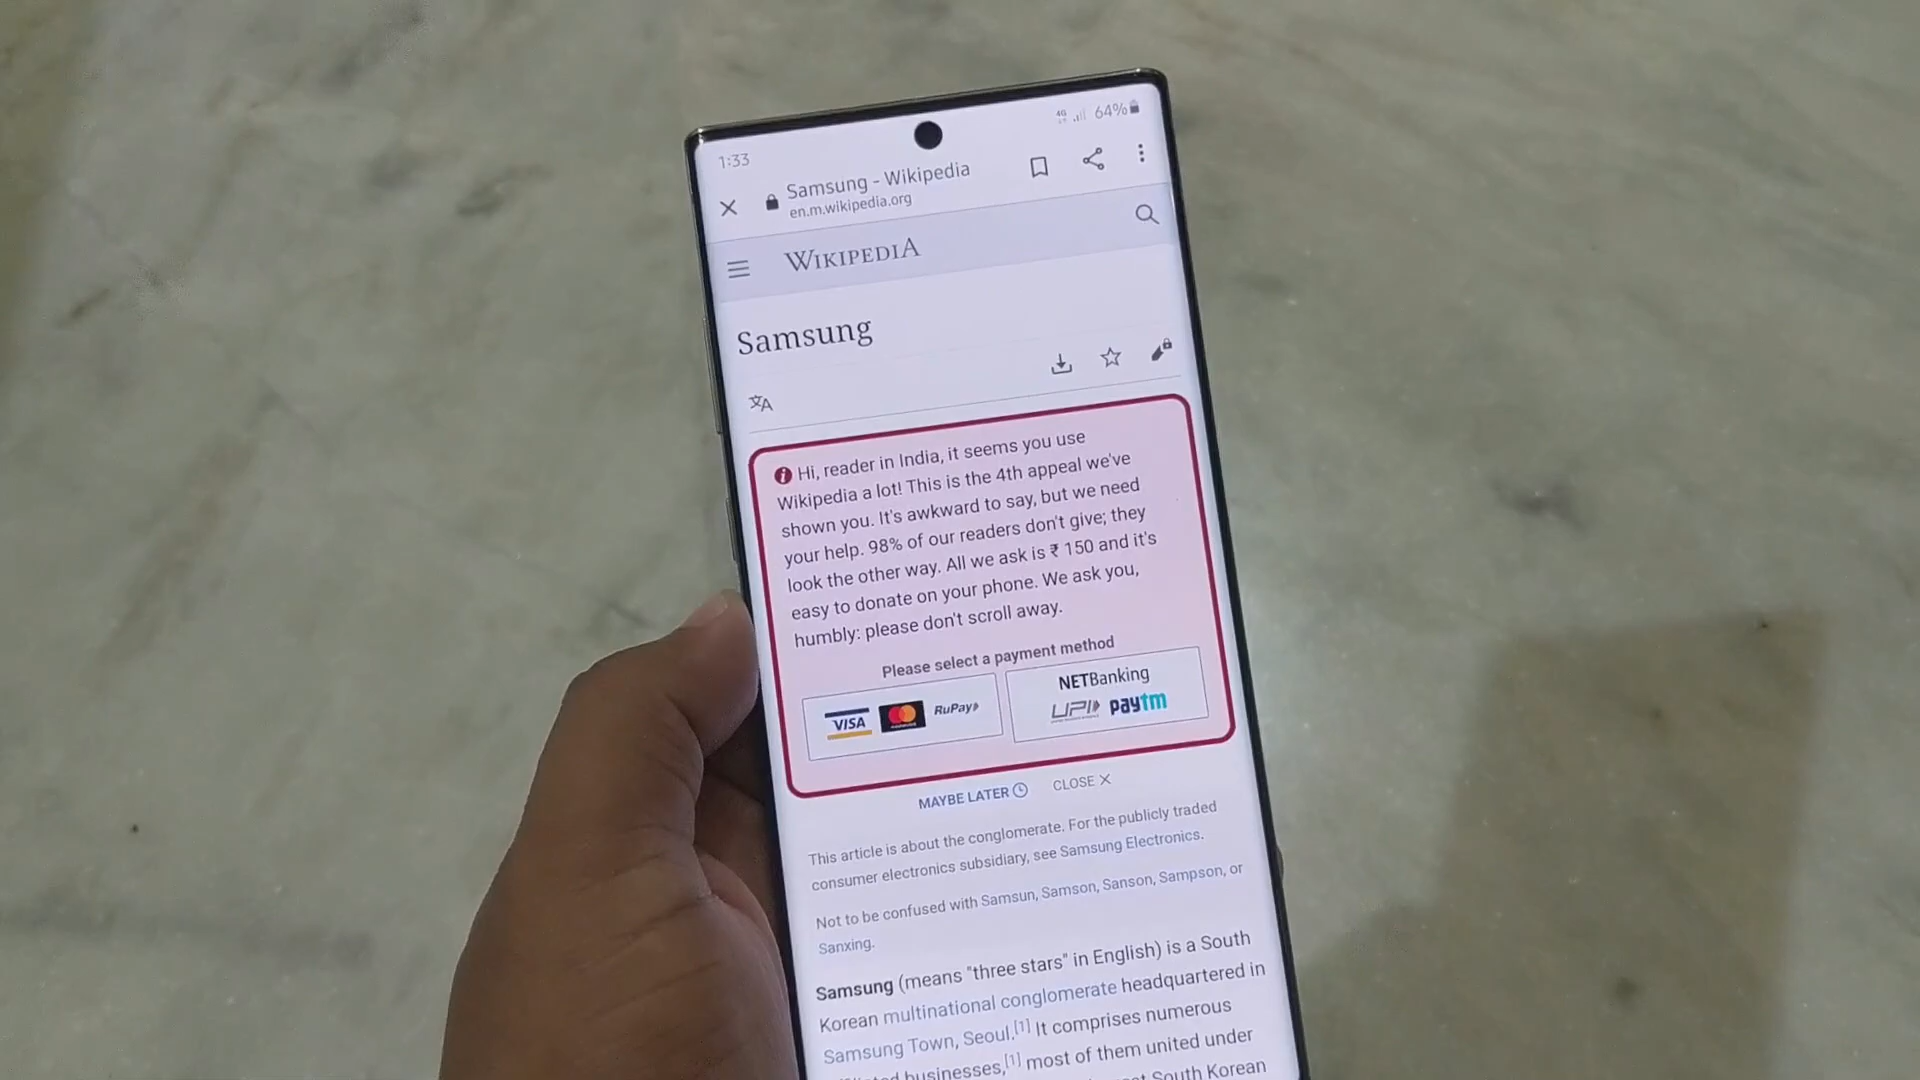 1:33
4G 64%
Samsung - Wikipedia
en.m.wikipedia.org
WIKIPEDIA
Samsung
Hi, reader in India, it seems you use
Wikipedia a lot! This is the 4th appeal we've
shown you. It's awkward to say, but we need
your help. 98% of our readers don't give; they
look the other way. All we ask is ₹ 150 and it's
easy to donate on your phone. We ask you,
humbly: please don't scroll away.
Please select a payment method
VISA RuPay
NETBanking
UPI paytm
MAYBE LATER CLOSE X
This article is about the conglomerate. For the publicly traded
consumer electronics subsidiary, see Samsung Electronics.
Not to be confused with Samsun, Samson, Sanson, Sampson, or
Sanxing.
Samsung (means "three stars" in English) is a South
Korean multinational conglomerate headquartered in
Samsung Town, Seoul.[1] It comprises numerous
businesses,[1] most of them united under
South Korean